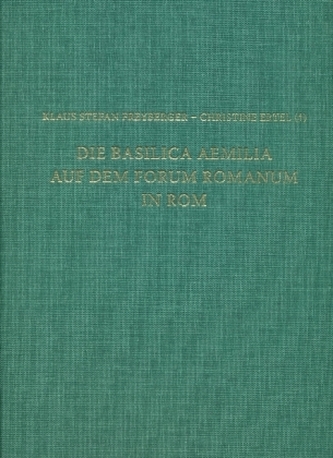 KLAUS STEFAN FREYBERGER – CHRISTINE ERTEL (†)
DIE BASILICA AEMILIA
AUF DEM FORUM ROMANUM
IN ROM